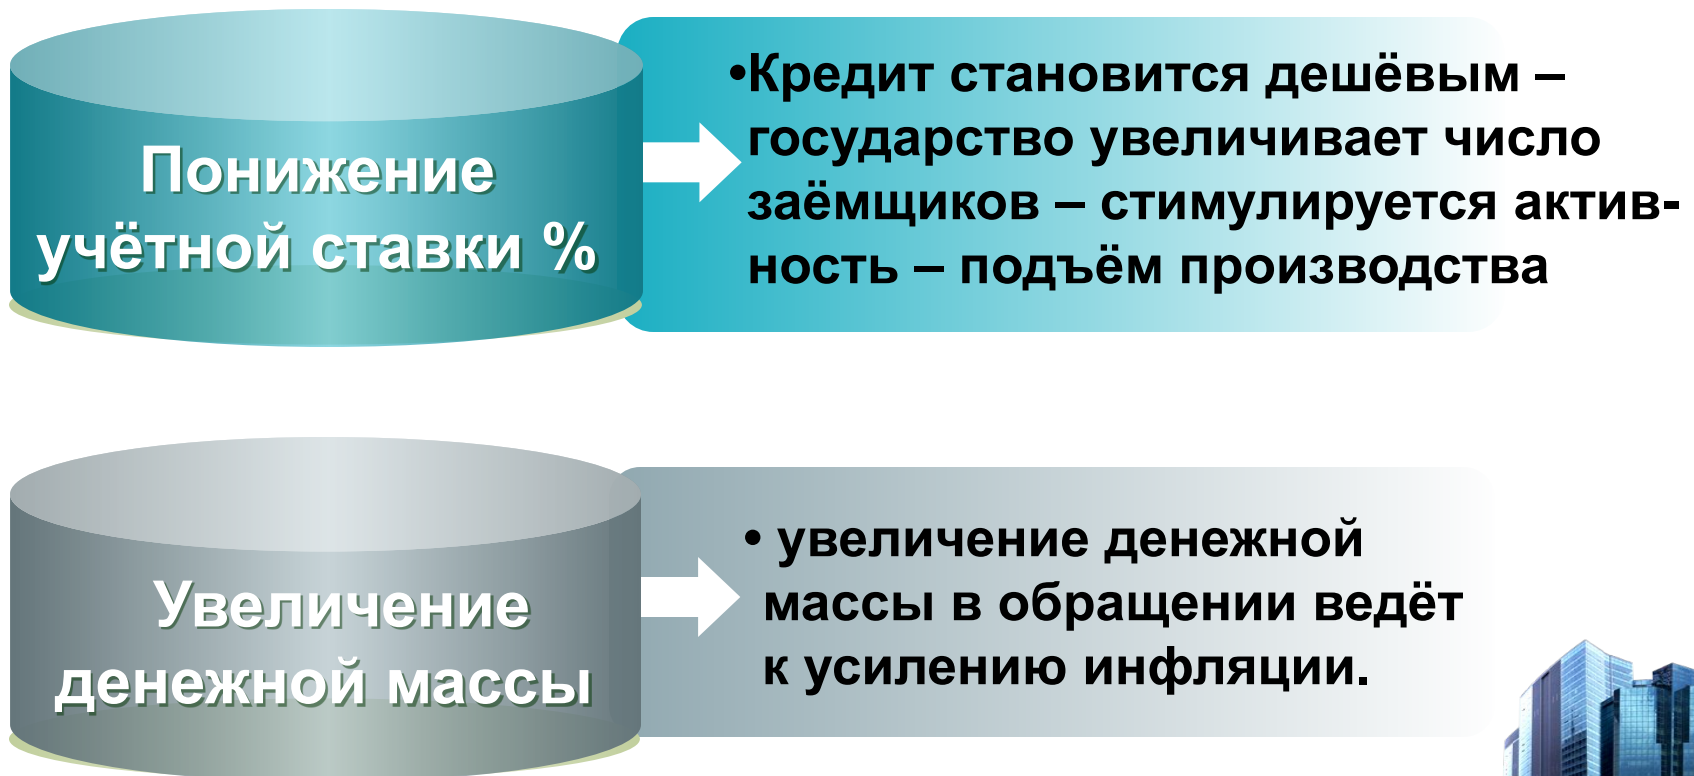 Понижение
учётной ставки %
•Кредит становится дешёвым –
государство увеличивает число
заёмщиков – стимулируется актив-
ность – подъём производства
Увеличение
денежной массы
• увеличение денежной
массы в обращении ведёт
к усилению инфляции.